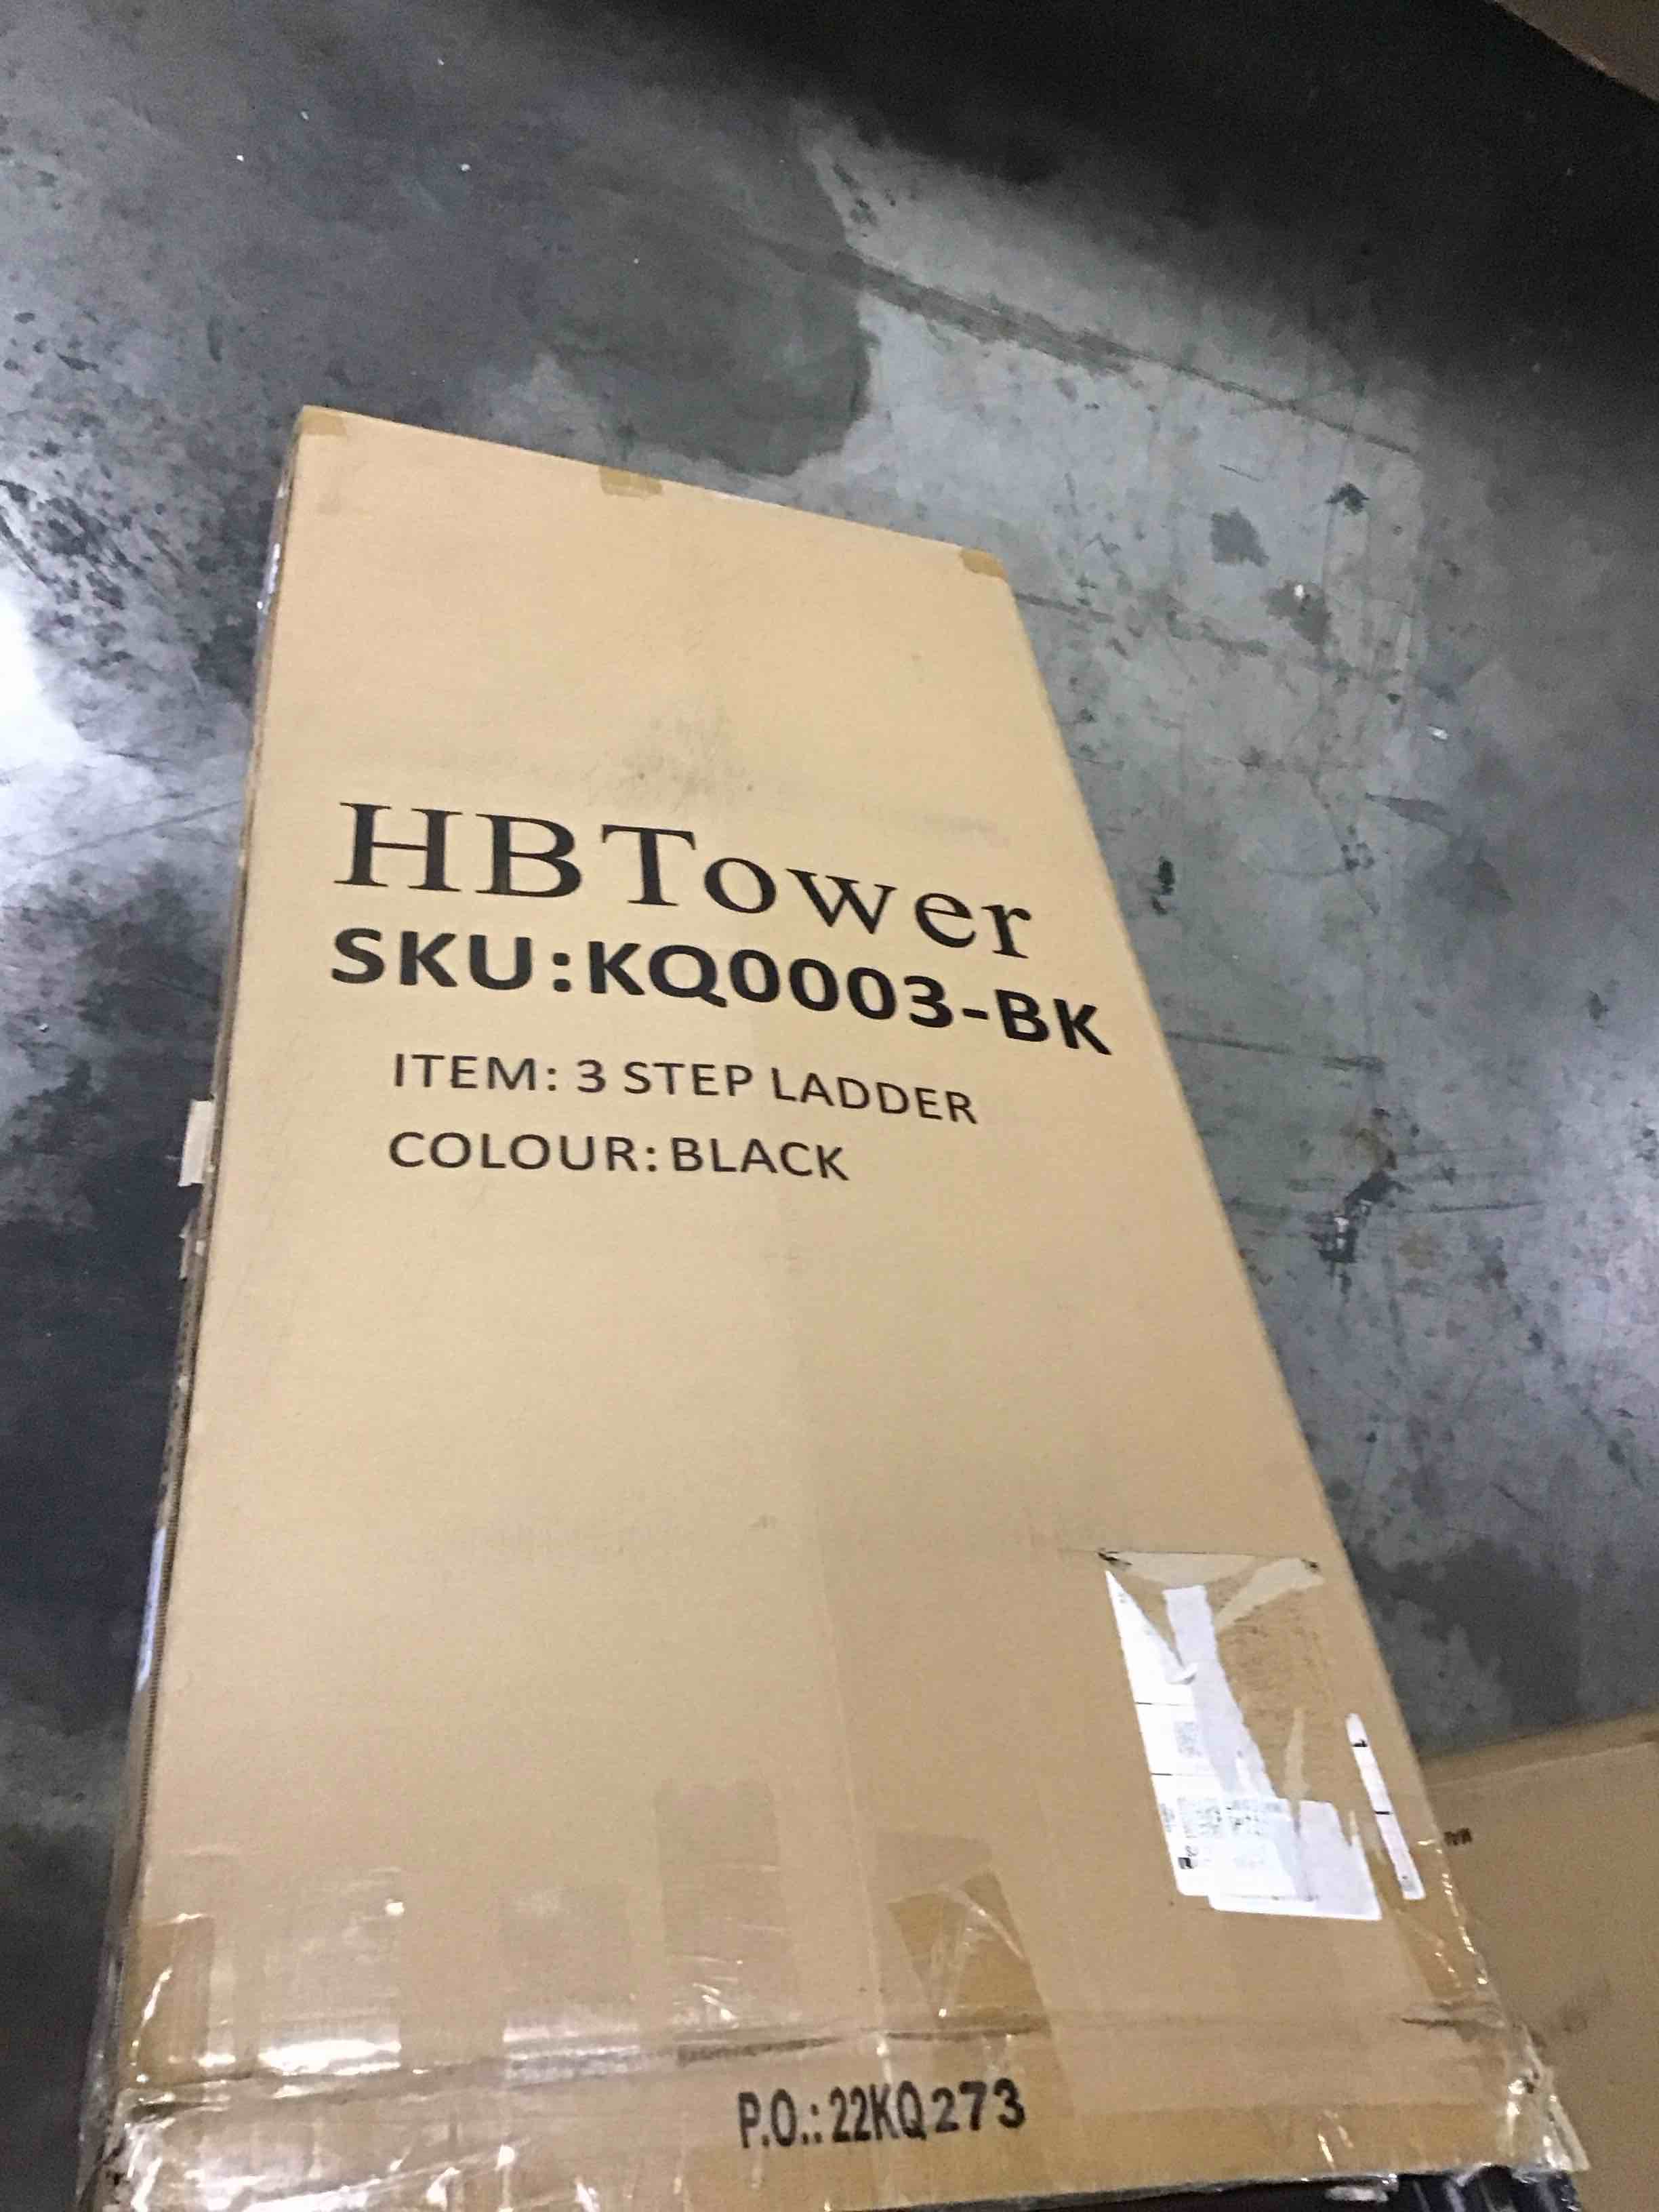 HBTower
SKU:KQ0003-BK
ITEM: 3 STEP LADDER
COLOUR: BLACK
P.O.: 22KQ273